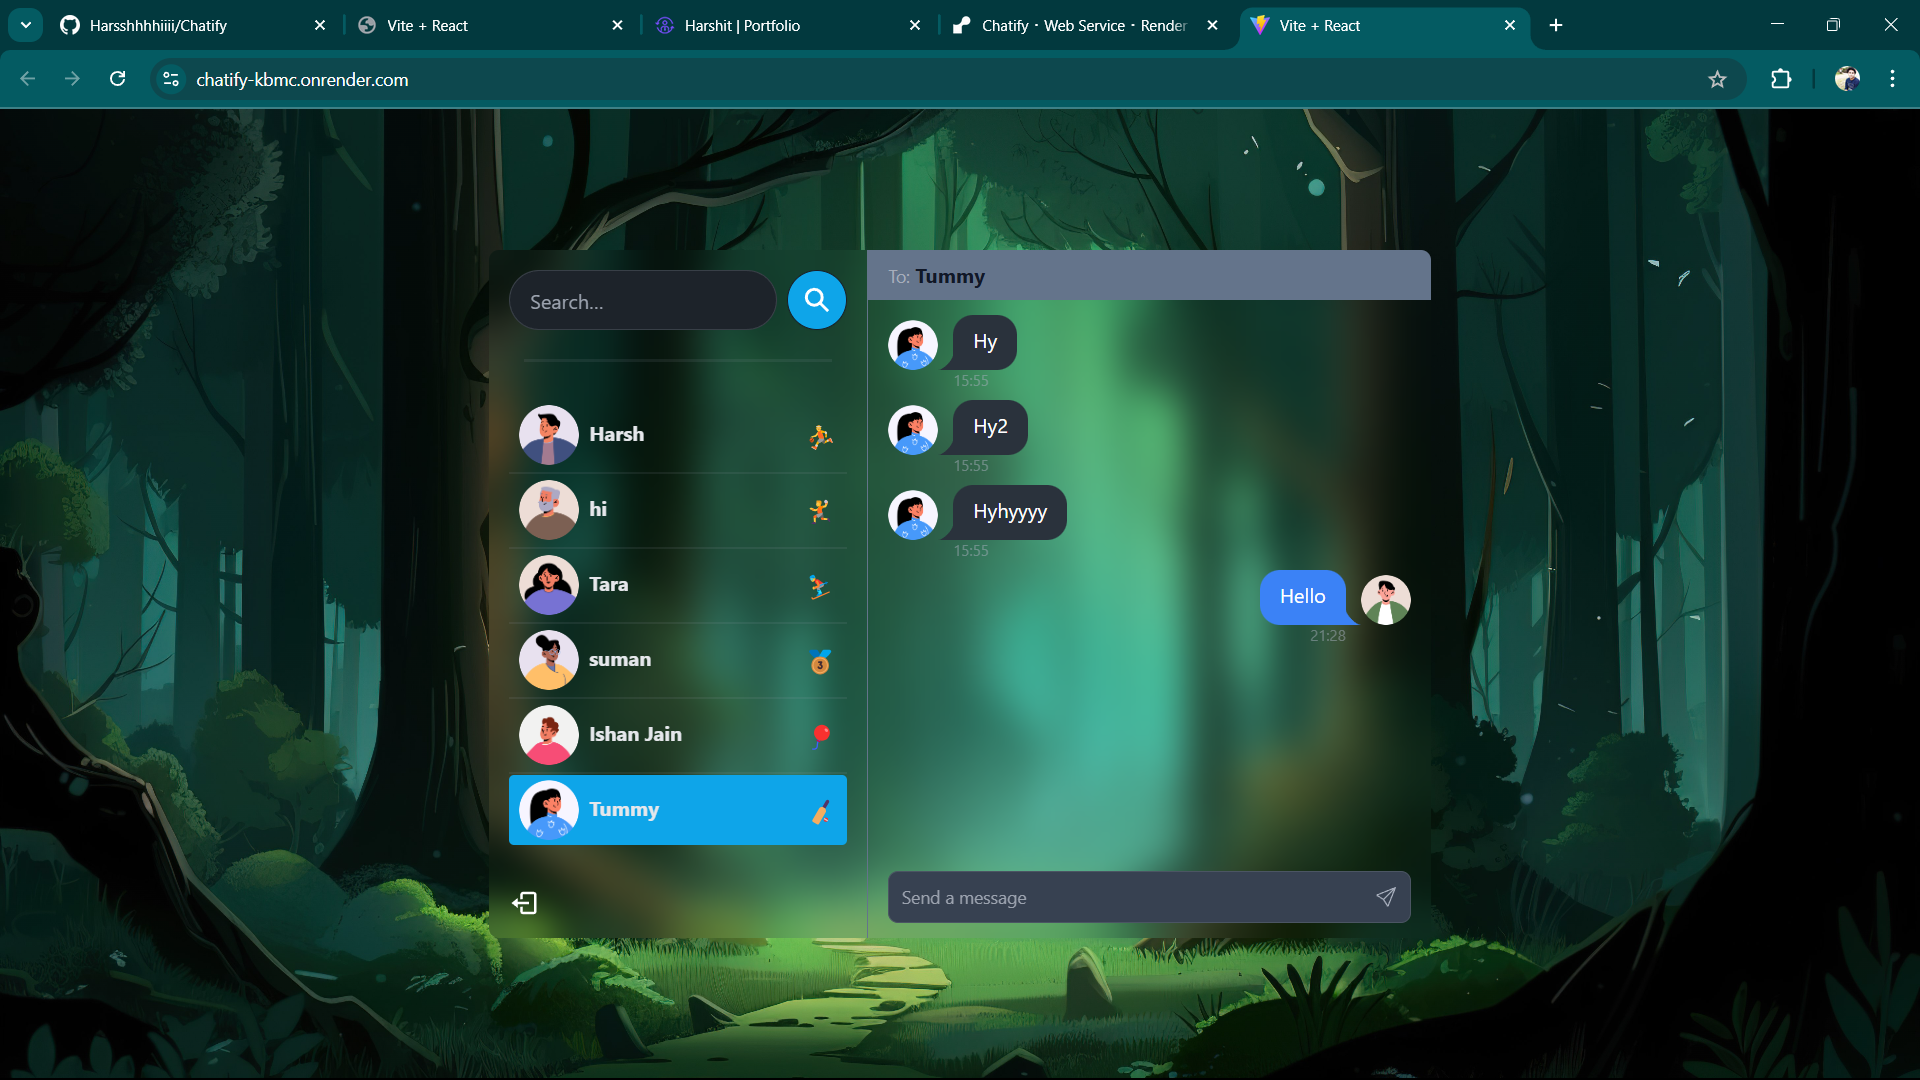 Harsshhhhiiii/Chatify
Vite + React
Harshit | Portfolio
Chatify · Web Service · Render
Vite + React
chatify-kbmc.onrender.com
Search…
To: Tummy
Hy
15:55
Hy2
15:55
Hyhyyyy
15:55
Hello
21:28
Harsh
hi
Tara
suman
3
Ishan Jain
Tummy
Send a message